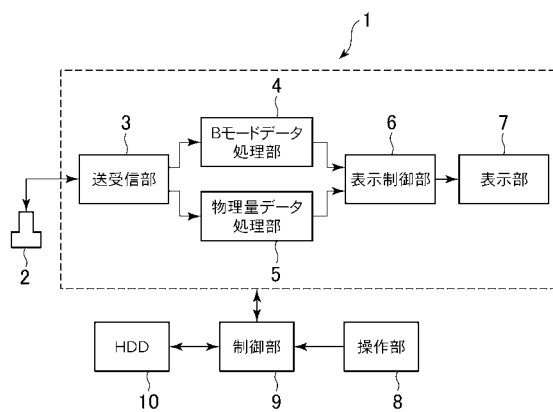 1
4
Bモードデータ
処理部
3
送受信部
6
表示制御部
7
表示部
物理量データ
処理部
5
2
HDD
10
制御部
9
操作部
8